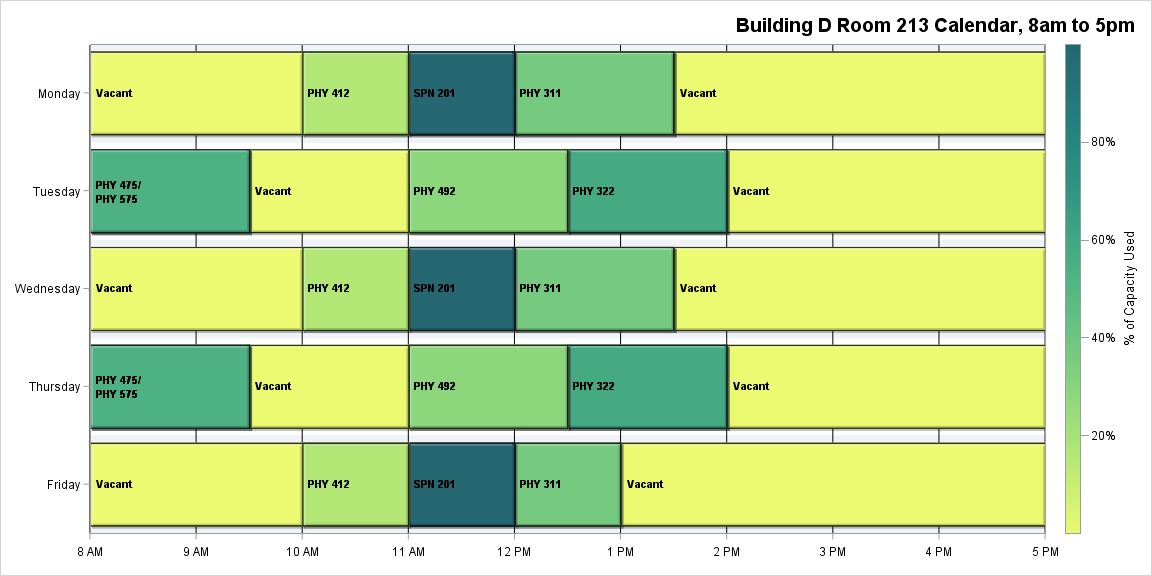 Building D Room 213 Calendar, 8am to 5pm
Monday
Vacant
PHY 412
SPN 201
PHY 311
Vacant
Tuesday
PHY 475/
PHY 575
Vacant
PHY 492
PHY 322
Vacant
Wednesday
Vacant
PHY 412
SPN 201
PHY 311
Vacant
Thursday
PHY 475/
PHY 575
Vacant
PHY 492
PHY 322
Vacant
Friday
Vacant
PHY 412
SPN 201
PHY 311
Vacant
8 AM
9 AM
10 AM
11 AM
12 PM
1 PM
2 PM
3 PM
4 PM
5 PM
80%
60%
40%
20%
% of Capacity Used